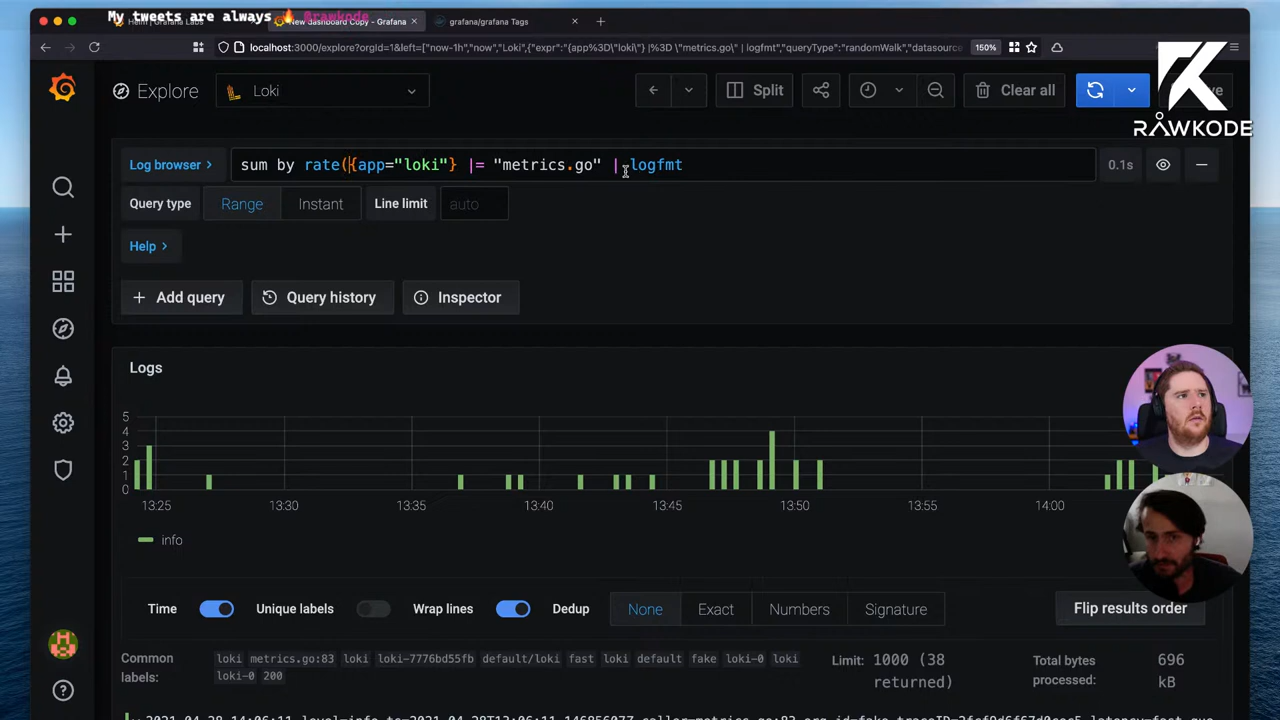 My tweets are always 🔥 @rawkode
New dashboard Copy - Grafana
grafana/grafana Tags
localhost:3000/explore?orgId=1&left=["now-1h","now","Loki",{"expr":"{app%3D\"loki\"} |%3D \"metrics.go\" | logfmt","queryType":"randomWalk","datasourc
150%
Explore
Loki
Split
Clear all
RAWKODE
Log browser >
sum by rate({app="loki"} |= "metrics.go" | logfmt
0.1s
Query type
Range
Instant
Line limit
auto
Help >
+ Add query
Query history
Inspector
Logs
5
4
3
2
1
0
13:25
13:30
13:35
13:40
13:45
13:50
13:55
14:00
info
Time
Unique labels
Wrap lines
Dedup
None
Exact
Numbers
Signature
Flip results order
Common labels:
loki metrics.go:83 loki loki-7776bd55fb default/loki fast loki default fake loki-0 loki
loki-0 200
Limit:
1000 (38 returned)
Total bytes processed:
696 kB